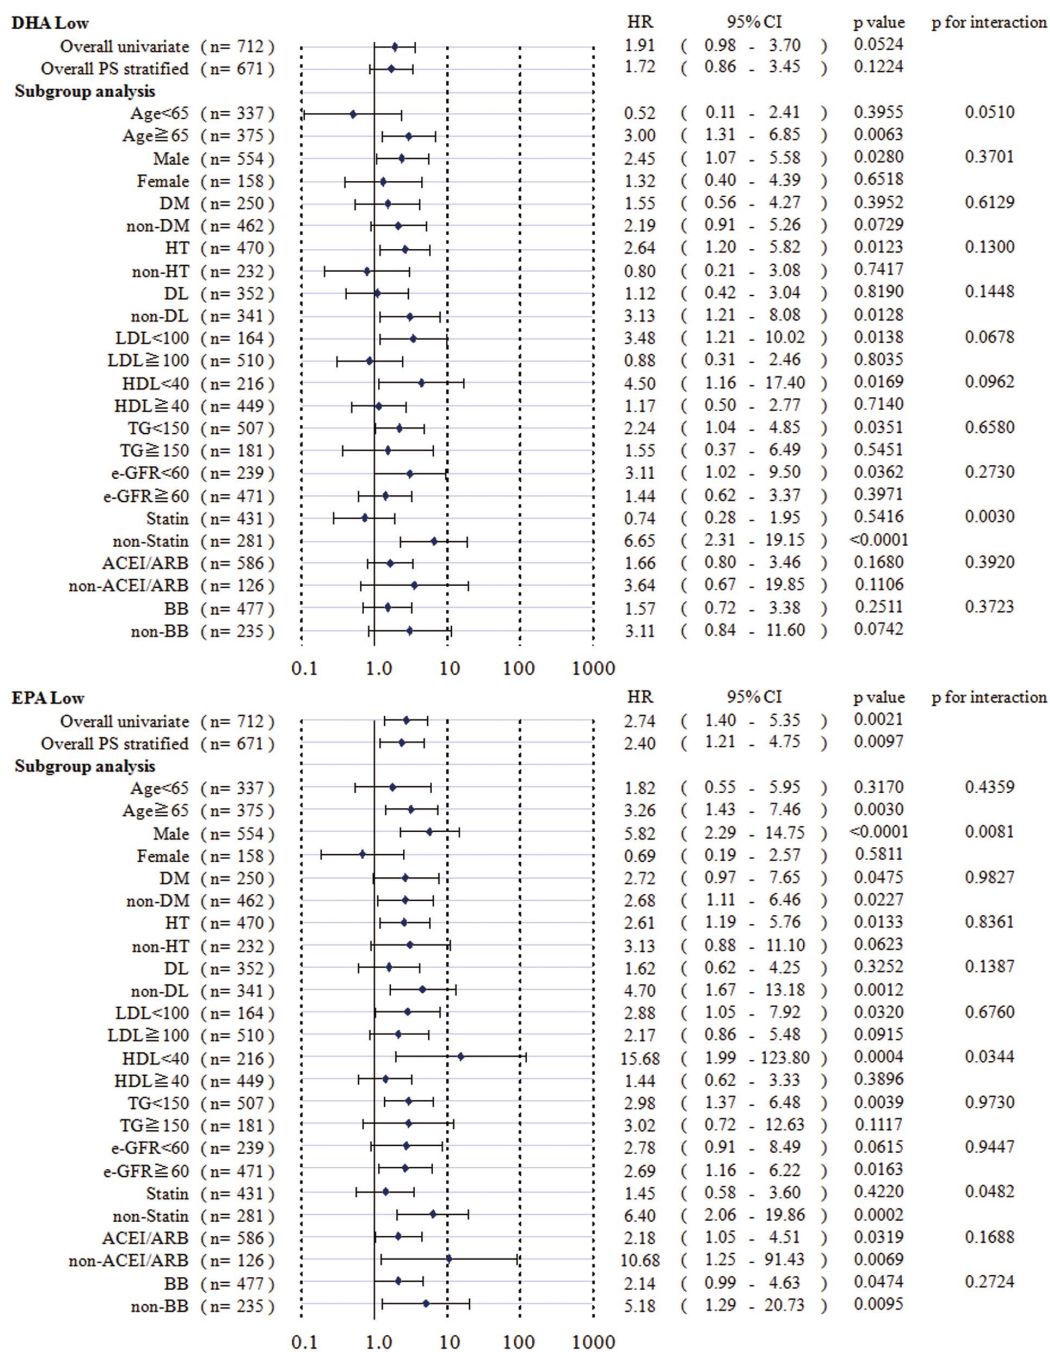 DHA Low HR 95% CI p value p for interaction
Overall univariate ( n= 712 ) 1.91 ( 0.98 - 3.70 ) 0.0524
Overall PS stratified ( n= 671 ) 1.72 ( 0.86 - 3.45 ) 0.1224
Subgroup analysis
Age<65 ( n= 337 ) 0.52 ( 0.11 - 2.41 ) 0.3955 0.0510
Age≧65 ( n= 375 ) 3.00 ( 1.31 - 6.85 ) 0.0063
Male ( n= 554 ) 2.45 ( 1.07 - 5.58 ) 0.0280 0.3701
Female ( n= 158 ) 1.32 ( 0.40 - 4.39 ) 0.6518
DM ( n= 250 ) 1.55 ( 0.56 - 4.27 ) 0.3952 0.6129
non-DM ( n= 462 ) 2.19 ( 0.91 - 5.26 ) 0.0729
HT ( n= 470 ) 2.64 ( 1.20 - 5.82 ) 0.0123 0.1300
non-HT ( n= 232 ) 0.80 ( 0.21 - 3.08 ) 0.7417
DL ( n= 352 ) 1.12 ( 0.42 - 3.04 ) 0.8190 0.1448
non-DL ( n= 341 ) 3.13 ( 1.21 - 8.08 ) 0.0128
LDL<100 ( n= 164 ) 3.48 ( 1.21 - 10.02 ) 0.0138 0.0678
LDL≧100 ( n= 510 ) 0.88 ( 0.31 - 2.46 ) 0.8035
HDL<40 ( n= 216 ) 4.50 ( 1.16 - 17.40 ) 0.0169 0.0962
HDL≧40 ( n= 449 ) 1.17 ( 0.50 - 2.77 ) 0.7140
TG<150 ( n= 507 ) 2.24 ( 1.04 - 4.85 ) 0.0351 0.6580
TG≧150 ( n= 181 ) 1.55 ( 0.37 - 6.49 ) 0.5451
e-GFR<60 ( n= 239 ) 3.11 ( 1.02 - 9.50 ) 0.0362 0.2730
e-GFR≧60 ( n= 471 ) 1.44 ( 0.62 - 3.37 ) 0.3971
Statin ( n= 431 ) 0.74 ( 0.28 - 1.95 ) 0.5416 0.0030
non-Statin ( n= 281 ) 6.65 ( 2.31 - 19.15 ) <0.0001
ACEI/ARB ( n= 586 ) 1.66 ( 0.80 - 3.46 ) 0.1680 0.3920
non-ACEI/ARB ( n= 126 ) 3.64 ( 0.67 - 19.85 ) 0.1106
BB ( n= 477 ) 1.57 ( 0.72 - 3.38 ) 0.2511 0.3723
non-BB ( n= 235 ) 3.11 ( 0.84 - 11.60 ) 0.0742
0.1 1.0 10 100 1000
EPA Low HR 95% CI p value p for interaction
Overall univariate ( n= 712 ) 2.74 ( 1.40 - 5.35 ) 0.0021
Overall PS stratified ( n= 671 ) 2.40 ( 1.21 - 4.75 ) 0.0097
Subgroup analysis
Age<65 ( n= 337 ) 1.82 ( 0.55 - 5.95 ) 0.3170 0.4359
Age≧65 ( n= 375 ) 3.26 ( 1.43 - 7.46 ) 0.0030
Male ( n= 554 ) 5.82 ( 2.29 - 14.75 ) <0.0001 0.0081
Female ( n= 158 ) 0.69 ( 0.19 - 2.57 ) 0.5811
DM ( n= 250 ) 2.72 ( 0.97 - 7.65 ) 0.0475 0.9827
non-DM ( n= 462 ) 2.68 ( 1.11 - 6.46 ) 0.0227
HT ( n= 470 ) 2.61 ( 1.19 - 5.76 ) 0.0133 0.8361
non-HT ( n= 232 ) 3.13 ( 0.88 - 11.10 ) 0.0623
DL ( n= 352 ) 1.62 ( 0.62 - 4.25 ) 0.3252 0.1387
non-DL ( n= 341 ) 4.70 ( 1.67 - 13.18 ) 0.0012
LDL<100 ( n= 164 ) 2.88 ( 1.05 - 7.92 ) 0.0320 0.6760
LDL≧100 ( n= 510 ) 2.17 ( 0.86 - 5.48 ) 0.0915
HDL<40 ( n= 216 ) 15.68 ( 1.99 - 123.80 ) 0.0004 0.0344
HDL≧40 ( n= 449 ) 1.44 ( 0.62 - 3.33 ) 0.3896
TG<150 ( n= 507 ) 2.98 ( 1.37 - 6.48 ) 0.0039 0.9730
TG≧150 ( n= 181 ) 3.02 ( 0.72 - 12.63 ) 0.1117
e-GFR<60 ( n= 239 ) 2.78 ( 0.91 - 8.49 ) 0.0615 0.9447
e-GFR≧60 ( n= 471 ) 2.69 ( 1.16 - 6.22 ) 0.0163
Statin ( n= 431 ) 1.45 ( 0.58 - 3.60 ) 0.4220 0.0482
non-Statin ( n= 281 ) 6.40 ( 2.06 - 19.86 ) 0.0002
ACEI/ARB ( n= 586 ) 2.18 ( 1.05 - 4.51 ) 0.0319 0.1688
non-ACEI/ARB ( n= 126 ) 10.68 ( 1.25 - 91.43 ) 0.0069
BB ( n= 477 ) 2.14 ( 0.99 - 4.63 ) 0.0474 0.2724
non-BB ( n= 235 ) 5.18 ( 1.29 - 20.73 ) 0.0095
0.1 1.0 10 100 1000